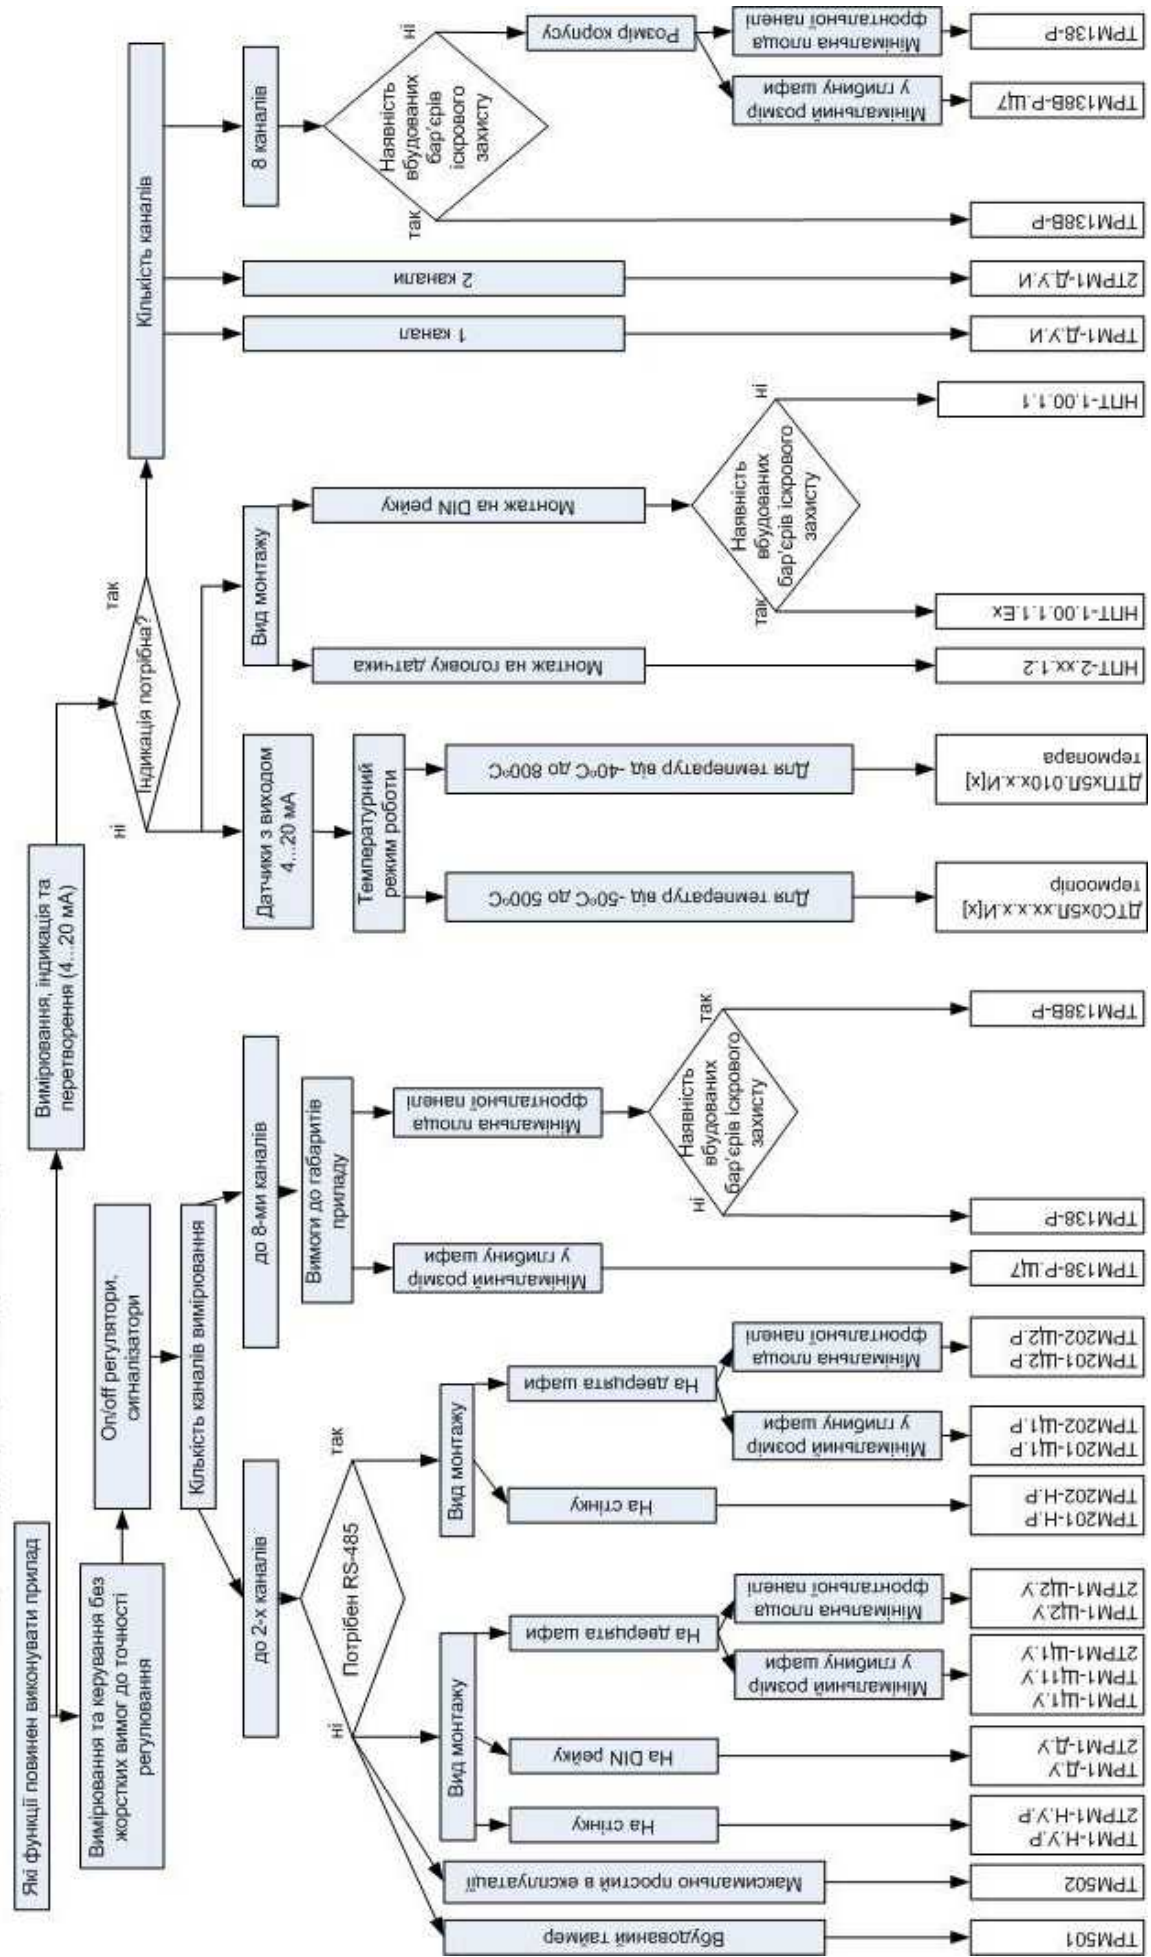 Які функції повинен виконувати прилад
Вимірювання та керування без
жорстких вимог до точності
регулювання
On/off регулятори,
сигналізатори
Кількість каналів вимірювання
до 2-х каналів
Потрібен RS-485
ні
так
Вбудований таймер
ТРМ501
Максимально простий в експлуатації
ТРМ502
Вид монтажу
На стінку
ТРМ1-Н.У.Р
2ТРМ1-Н.У.Р
На DIN рейку
ТРМ1-Д.У
2ТРМ1-Д.У
На дверцята шафи
Мінімальний розмір
у глибину шафи
ТРМ1-Щ1.У
ТРМ1-Щ11.У
2ТРМ1-Щ1.У
Мінімальна площа
фронтальної панелі
ТРМ1-Щ2.У
2ТРМ1-Щ2.У
Вид монтажу
На стінку
ТРМ201-Н.Р
ТРМ202-Н.Р
На дверцята шафи
Мінімальний розмір
у глибину шафи
ТРМ201-Щ1.Р
ТРМ202-Щ1.Р
Мінімальна площа
фронтальної панелі
ТРМ201-Щ2.Р
ТРМ202-Щ2.Р
до 8-ми каналів
Вимоги до габаритів
приладу
Мінімальний розмір
у глибину шафи
ТРМ138-Р.Щ7
Мінімальна площа
фронтальної панелі
Наявність
вбудованих
бар'єрів іскрового
захисту
ні
так
ТРМ138-Р
ТРМ138В-Р
Вимірювання, індикація та
перетворення (4...20 мА)
Індикація потрібна?
ні
так
Датчики з виходом
4...20 мА
Температурний
режим роботи
Для температур від -50°С до 500°С
ДТС0х5Л.хх.х.х.И[х]
термоопір
Для температур від -40°С до 800°С
ДТПх5Л.010х.х.И[х]
термопара
Вид монтажу
Монтаж на головку датчика
НПТ-2.хх.1.2
Монтаж на DIN рейку
Наявність
вбудованих
бар'єрів іскрового
захисту
так
ні
НПТ-1.00.1.1.Ех
НПТ-1.00.1.1
Кількість каналів
1 канал
ТРМ1-Д.У.И
2 канали
2ТРМ1-Д.У.И
8 каналів
Наявність
вбудованих
бар'єрів
іскрового
захисту
так
ні
ТРМ138В-Р
Розмір корпусу
Мінімальний розмір
у глибину шафи
ТРМ138В-Р.Щ7
Мінімальна площа
фронтальної панелі
ТРМ138-Р